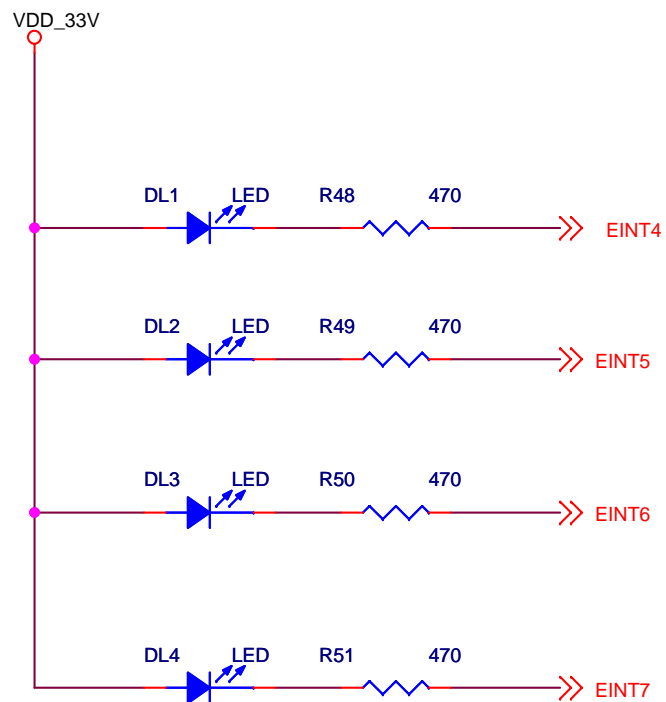 VDD_33V
DL1 LED R48 470
EINT4
DL2 LED R49 470
EINT5
DL3 LED R50 470
EINT6
DL4 LED R51 470
EINT7